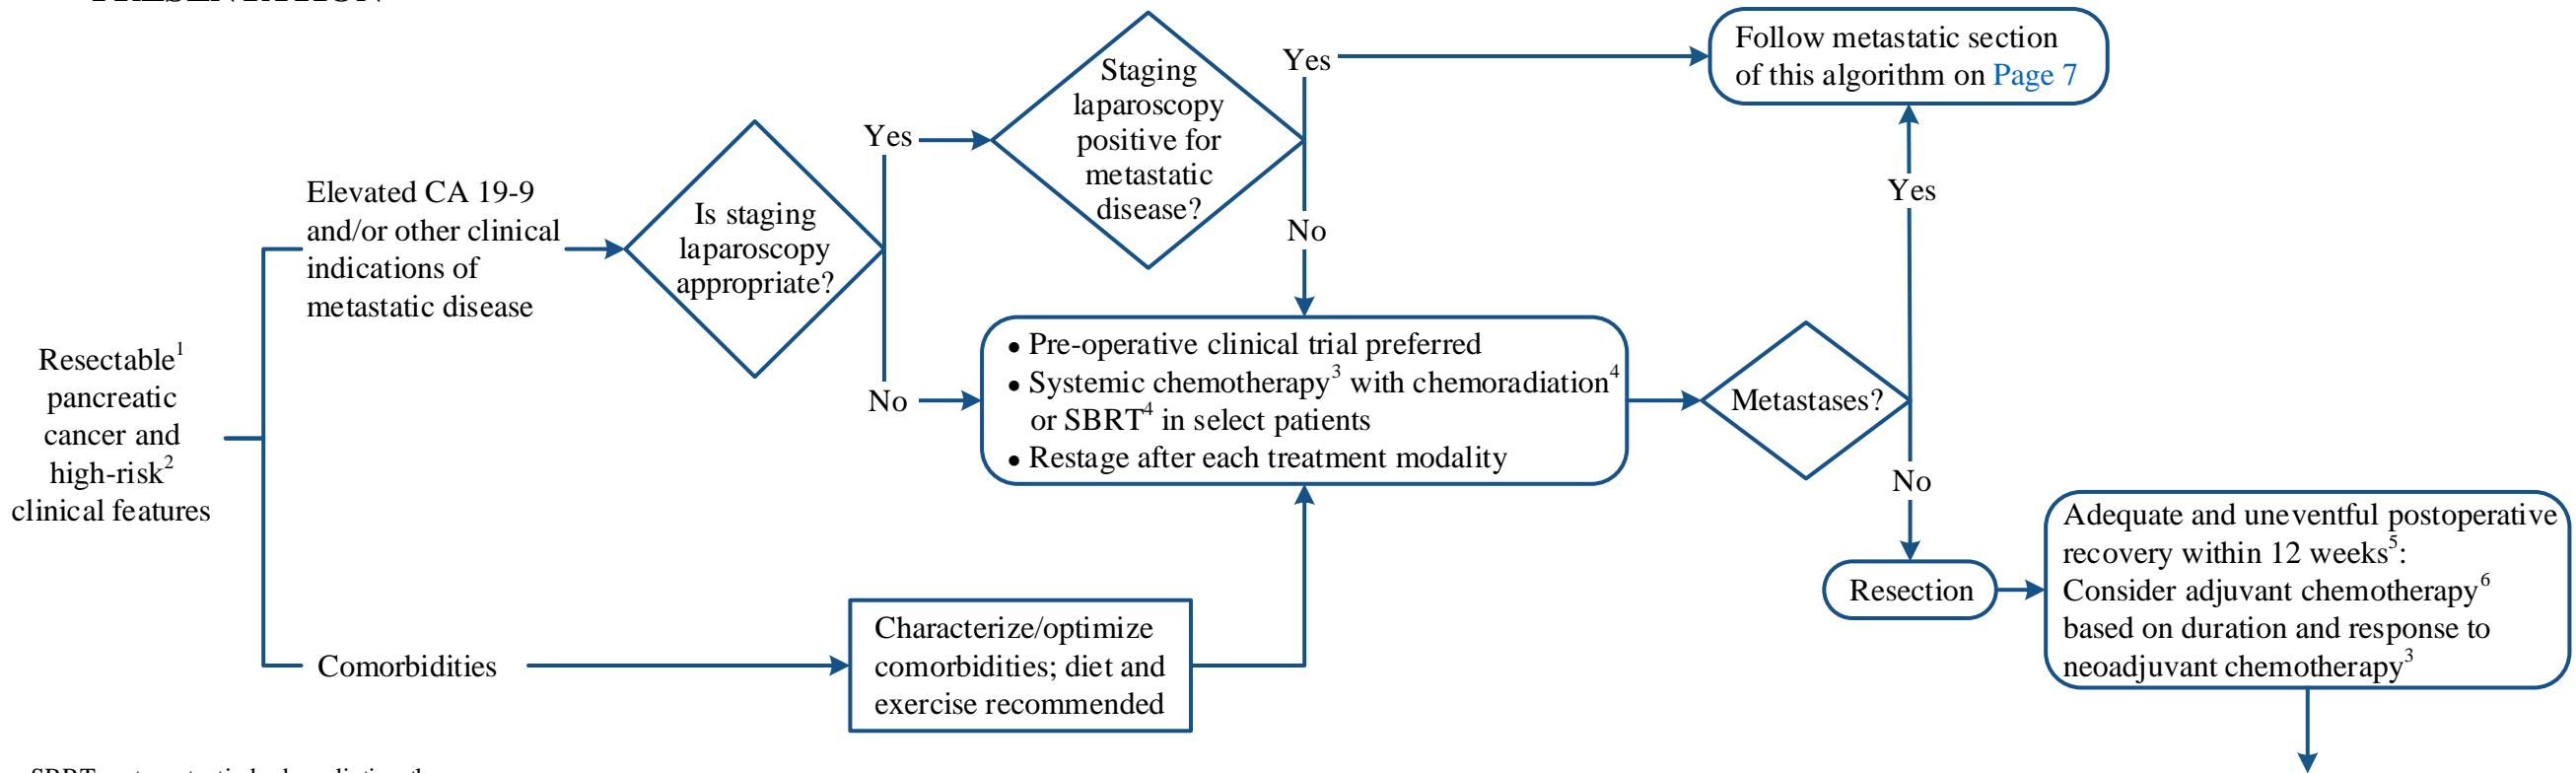 Elevated CA 19-9
and/or other clinical
indications of
metastatic disease
Is staging
laparoscopy
appropriate?
Yes
No
Staging
laparoscopy
positive for
metastatic
disease?
Yes
No
Follow metastatic section
of this algorithm on Page 7
Resectable¹
pancreatic
cancer and
high-risk²
clinical features
• Pre-operative clinical trial preferred
• Systemic chemotherapy³ with chemoradiation⁴
or SBRT⁴ in select patients
• Restage after each treatment modality
Metastases?
Yes
No
Resection
Adequate and uneventful postoperative
recovery within 12 weeks⁵:
Consider adjuvant chemotherapy⁶
based on duration and response to
neoadjuvant chemotherapy³
Comorbidities
Characterize/optimize
comorbidities; diet and
exercise recommended